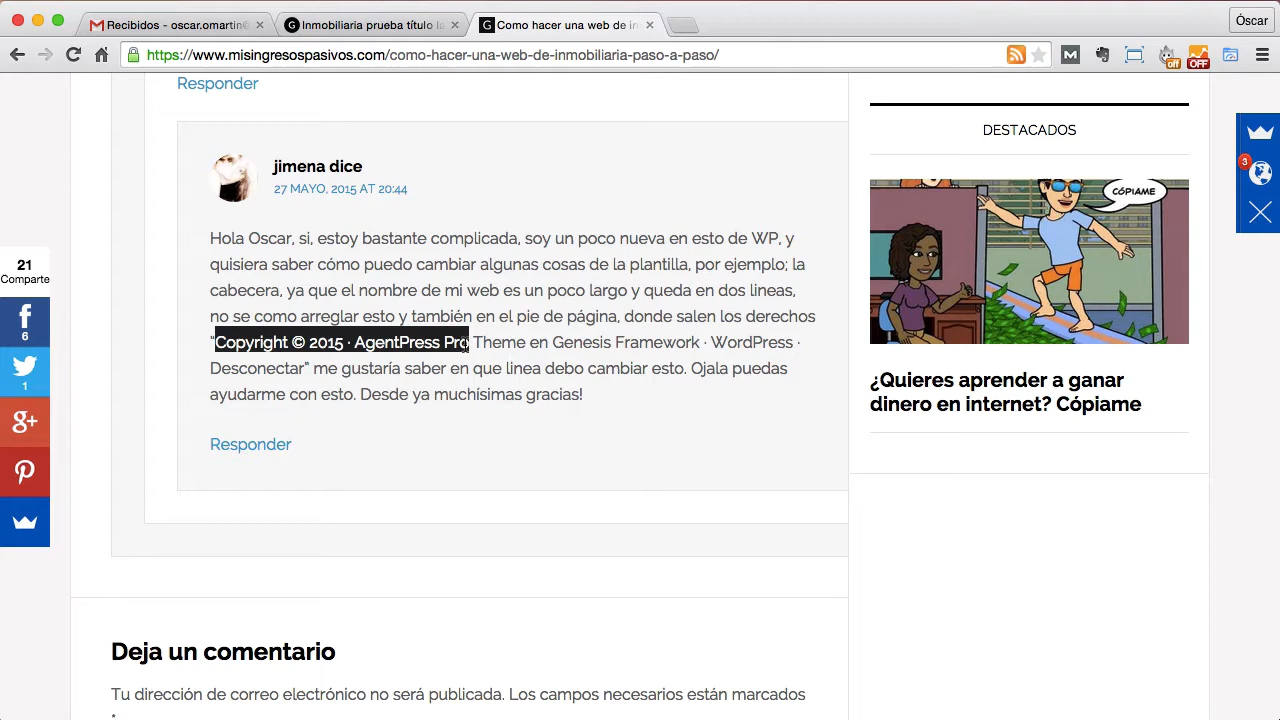 Recibidos - oscar.omartin@
Inmobiliaria prueba título la
Como hacer una web de in
Óscar
https://www.misingresospasivos.com/como-hacer-una-web-de-inmobiliaria-paso-a-paso/
off
OFF
Responder
jimena dice
27 MAYO, 2015 AT 20:44
Hola Oscar, si estoy bastante complicada, soy un poco nueva en esto de WP, y
quisiera saber cómo puedo cambiar algunas cosas de la plantilla, por ejemplo; la
cabecera, ya que el nombre de mi web es un poco largo y queda en dos lineas,
no se como arreglar esto y también en el pie de página, donde salen los derechos
"Copyright © 2015 · AgentPress Pro Theme en Genesis Framework · WordPress ·
Desconectar" me gustaría saber en que linea debo cambiar esto. Ojala puedas
ayudarme con esto. Desde ya muchísimas gracias!
Responder
Deja un comentario
Tu dirección de correo electrónico no será publicada. Los campos necesarios están marcados
*
DESTACADOS
CÓPIAME
¿Quieres aprender a ganar
dinero en internet? Cópiame
21
Comparte
6
1
g+
3